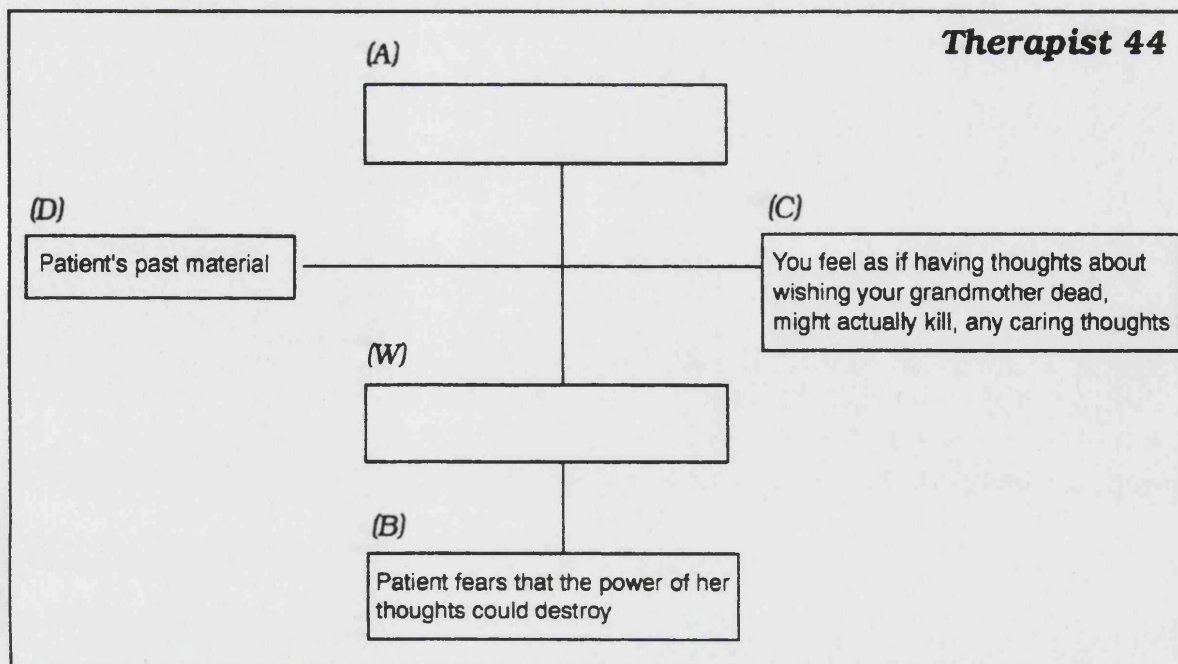 Therapist 44
(A)
(D)
Patient's past material
(C)
You feel as if having thoughts about
wishing your grandmother dead,
might actually kill, any caring thoughts
(W)
(B)
Patient fears that the power of her
thoughts could destroy